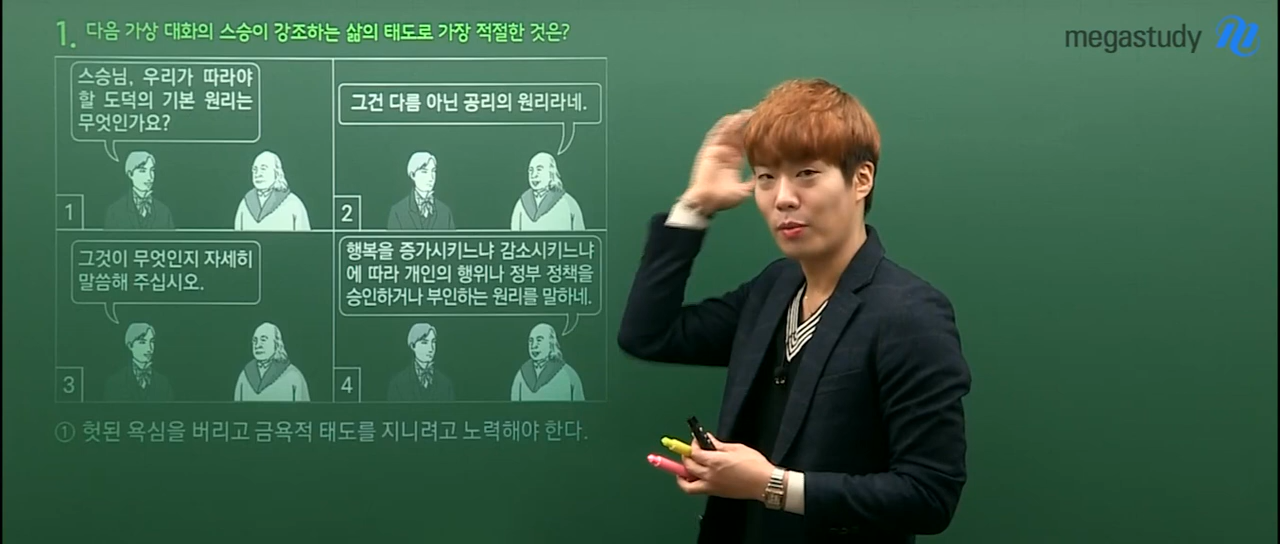 1. 다음 가상 대화의 스승이 강조하는 삶의 태도로 가장 적절한 것은?
megastudy
스승님, 우리가 따라야
할 도덕의 기본 원리는
무엇인가요?
1
그건 다름 아닌 공리의 원리라네.
2
그것이 무엇인지 자세히
말씀해 주십시오.
3
행복을 증가시키느냐 감소시키느냐
에 따라 개인의 행위나 정부 정책을
승인하거나 부인하는 원리를 말하네.
4
① 헛된 욕심을 버리고 금욕적 태도를 지니려고 노력해야 한다.